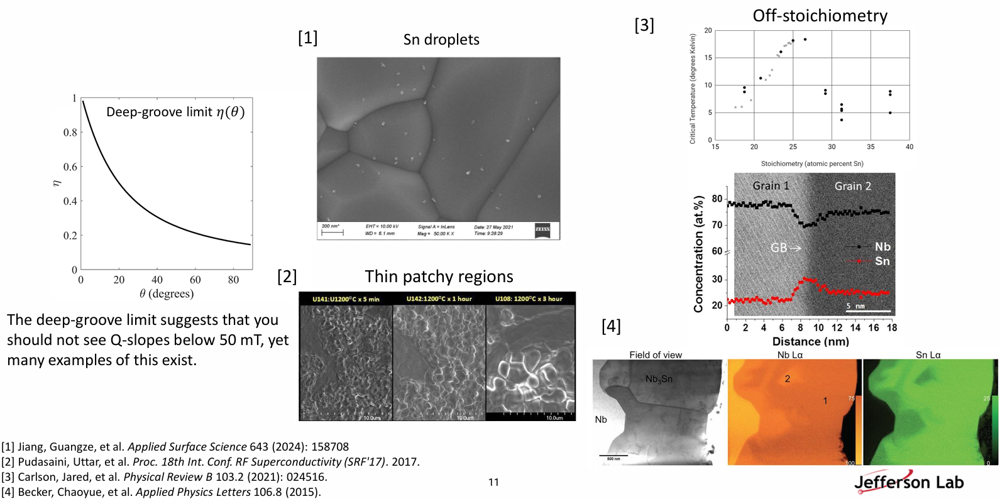 [1]
Sn droplets
200 nm*
EHT = 10.00 kV
WD = 6.1 mm
Signal A = InLens
Mag = 50.00 K X
Date: 27 May 2021
Time: 9:28:29
ZEISS
Deep-groove limit η(θ)
η
1
0.8
0.6
0.4
0.2
0
0 20 40 60 80
θ (degrees)
The deep-groove limit suggests that you
should not see Q-slopes below 50 mT, yet
many examples of this exist.
[2]
Thin patchy regions
U141:U1200°C x 5 min
U142:1200°C x 1 hour
U108: 1200°C x 3 hour
10.0um
10.0um
10.0um
[3]
Off-stoichiometry
Critical Temperature (degrees Kelvin)
20
15
10
5
0
15 20 25 30 35 40
Stoichiometry (atomic percent Sn)
Grain 1
Grain 2
GB
Nb
Sn
5 nm
Concentration (at.%)
80
70
60
30
20
0 2 4 6 8 10 12 14 16 18
Distance (nm)
[4]
Field of view
Nb₃Sn
Nb
500 nm
Nb Lα
2
1
75
100
Sn Lα
25
0
[1] Jiang, Guangze, et al. Applied Surface Science 643 (2024): 158708
[2] Pudasaini, Uttar, et al. Proc. 18th Int. Conf. RF Superconductivity (SRF'17). 2017.
[3] Carlson, Jared, et al. Physical Review B 103.2 (2021): 024516.
[4] Becker, Chaoyue, et al. Applied Physics Letters 106.8 (2015).
11
Jefferson Lab